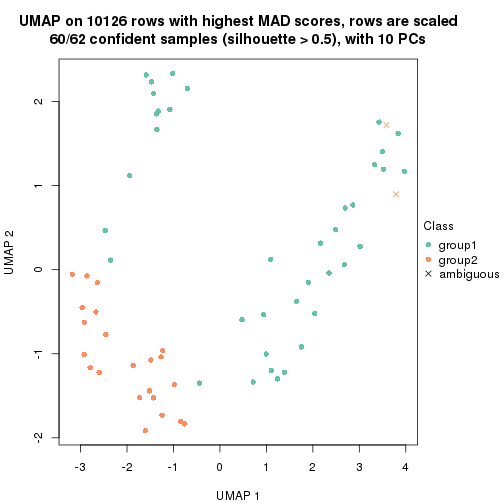 UMAP on 10126 rows with highest MAD scores, rows are scaled
60/62 confident samples (silhouette > 0.5), with 10 PCs
2
1
0
-1
-2
UMAP 2
-3 -2 -1 0 1 2 3 4
UMAP 1
Class
group1
group2
ambiguous